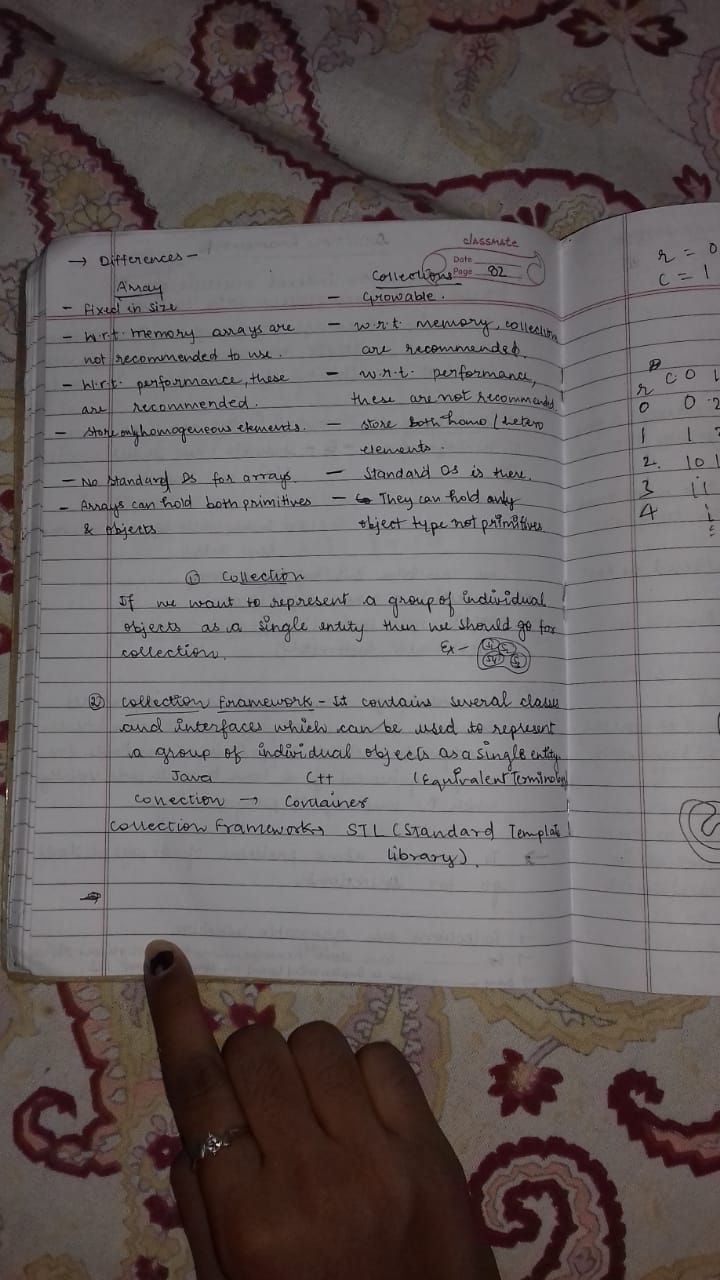 → Differences -
classmate
Date
Page 02
Array
Collections
- fixed in size
- Growable.
- w.r.t. memory arrays are
not recommended to use.
- w.r.t. memory, collection
are recommended.
- w.r.t. performance, these
are recommended.
- w.r.t. performance,
these are not recommended
- store only homogeneous elements.
- store both homo / hetero
elements.
- No standard DS for arrays.
- Standard DS is there.
- Arrays can hold both primitives
& objects
- They can hold only
object type not primitives
① Collection
If we want to represent a group of individual
objects as a single entity then we should go for
collection.
Ex -
② Collection Framework - It contains several classes
and interfaces which can be used to represent
a group of individual objects as a single entity.
Java C++ (Equivalent Terminology
Collection → Container
Collection Framework → STL (Standard Template
library).
r = 0
c = 1
r c 0 1
0 0
1 1
2. 10 1
3 11
4